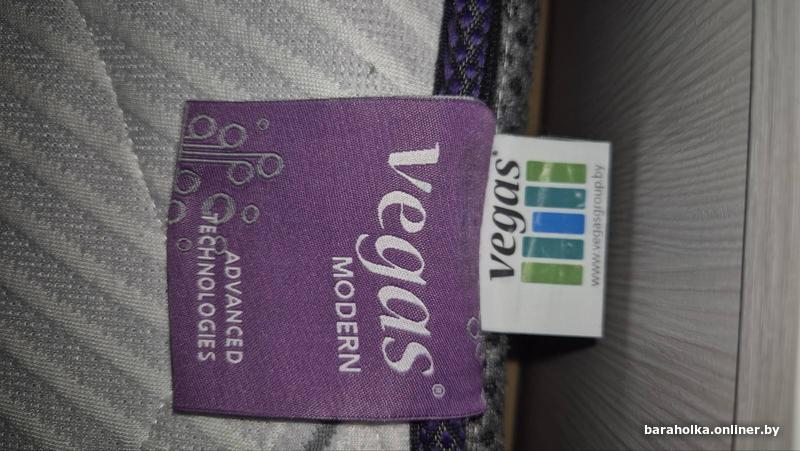 vegas®
MODERN
ADVANCED
TECHNOLOGIES
vegas®
www.vegasgroup.by
baraholka.onliner.by